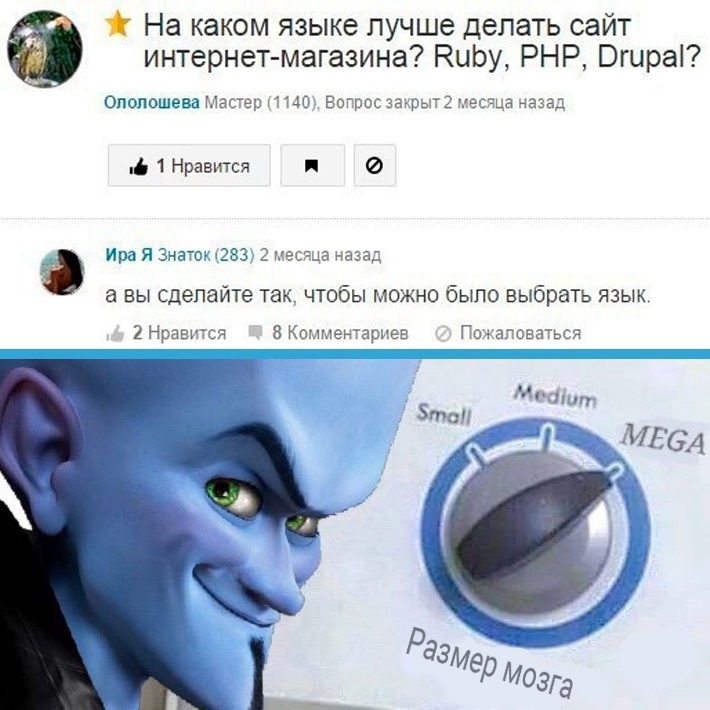 На каком языке лучше делать сайт
интернет-магазина? Ruby, PHP, Drupal?
Ололошева Мастер (1140), Вопрос закрыт 2 месяца назад
1 Нравится
Ира Я Знаток (283) 2 месяца назад
а вы сделайте так, чтобы можно было выбрать язык.
2 Нравится 8 Комментариев Пожаловаться
Small Medium MEGA
Размер мозга